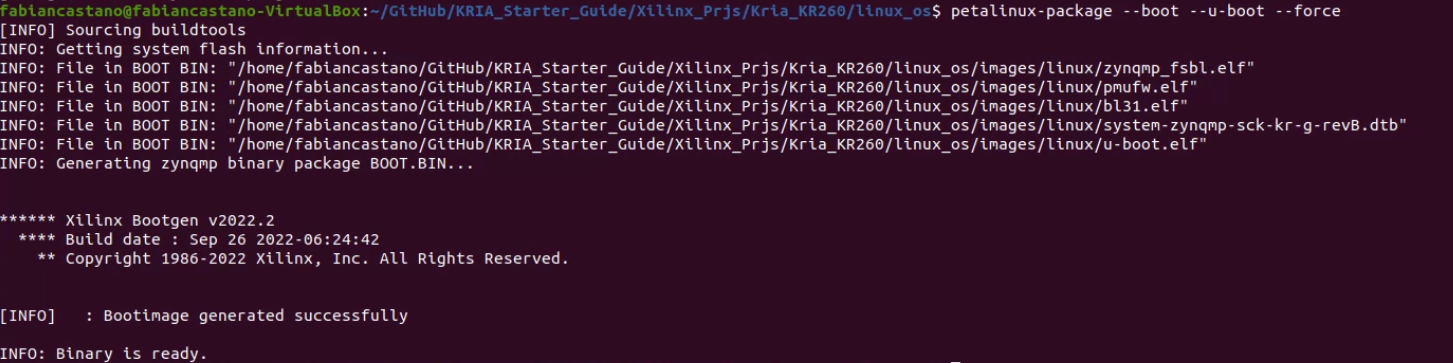 fabiancastano@fabiancastano-VirtualBox:~/GitHub/KRIA_Starter_Guide/Xilinx_Prjs/Kria_KR260/linux_os$ petalinux-package --boot --u-boot --force
[INFO] Sourcing buildtools
INFO: Getting system flash information...
INFO: File in BOOT BIN: "/home/fabiancastano/GitHub/KRIA_Starter_Guide/Xilinx_Prjs/Kria_KR260/linux_os/images/linux/zynqmp_fsbl.elf"
INFO: File in BOOT BIN: "/home/fabiancastano/GitHub/KRIA_Starter_Guide/Xilinx_Prjs/Kria_KR260/linux_os/images/linux/pmufw.elf"
INFO: File in BOOT BIN: "/home/fabiancastano/GitHub/KRIA_Starter_Guide/Xilinx_Prjs/Kria_KR260/linux_os/images/linux/bl31.elf"
INFO: File in BOOT BIN: "/home/fabiancastano/GitHub/KRIA_Starter_Guide/Xilinx_Prjs/Kria_KR260/linux_os/images/linux/system-zynqmp-sck-kr-g-revB.dtb"
INFO: File in BOOT BIN: "/home/fabiancastano/GitHub/KRIA_Starter_Guide/Xilinx_Prjs/Kria_KR260/linux_os/images/linux/u-boot.elf"
INFO: Generating zynqmp binary package BOOT.BIN...
****** Xilinx Bootgen v2022.2
**** Build date : Sep 26 2022-06:24:42
** Copyright 1986-2022 Xilinx, Inc. All Rights Reserved.
[INFO]   : Bootimage generated successfully
INFO: Binary is ready.